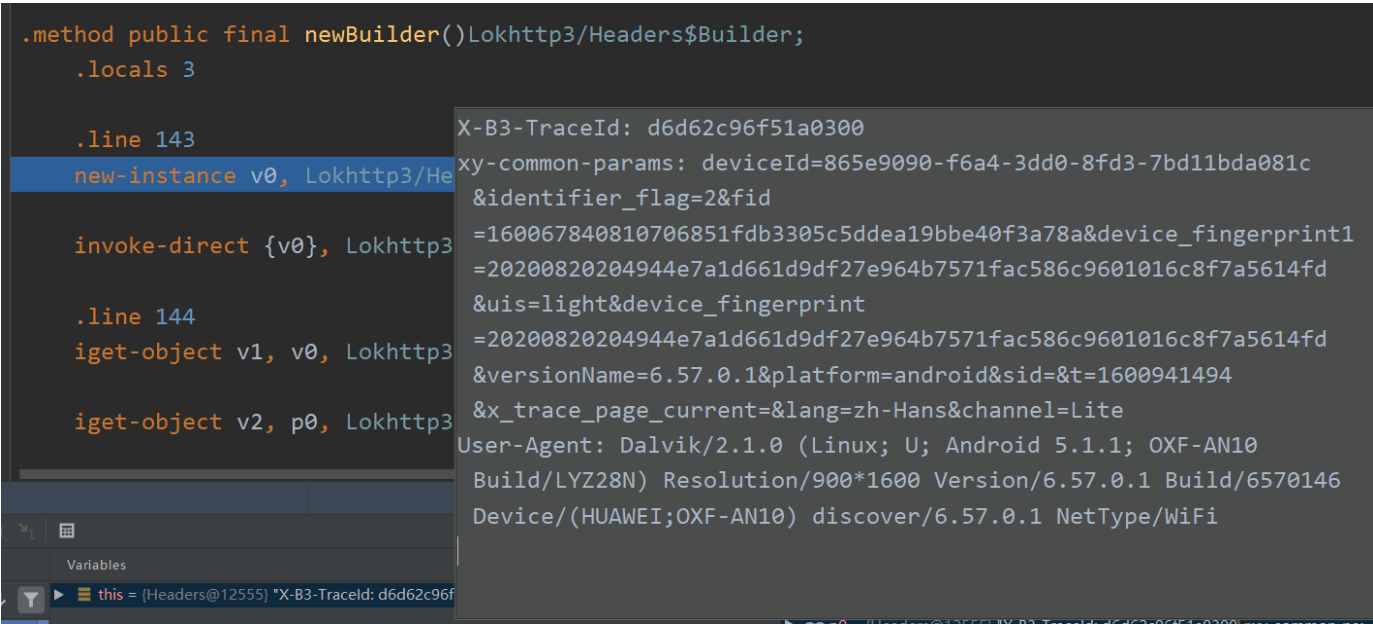 .method public final newBuilder()Lokhttp3/Headers$Builder;
.locals 3
.line 143
new-instance v0, Lokhttp3/He
invoke-direct {v0}, Lokhttp3
.line 144
iget-object v1, v0, Lokhttp3
iget-object v2, p0, Lokhttp3
X-B3-TraceId: d6d62c96f51a0300
xy-common-params: deviceId=865e9090-f6a4-3dd0-8fd3-7bd11bda081c
&identifier_flag=2&fid
=160067840810706851fdb3305c5ddea19bbe40f3a78a&device_fingerprint1
=20200820204944e7a1d661d9df27e964b7571fac586c9601016c8f7a5614fd
&uis=light&device_fingerprint
=20200820204944e7a1d661d9df27e964b7571fac586c9601016c8f7a5614fd
&versionName=6.57.0.1&platform=android&sid=&t=1600941494
&x_trace_page_current=&lang=zh-Hans&channel=Lite
User-Agent: Dalvik/2.1.0 (Linux; U; Android 5.1.1; OXF-AN10
Build/LYZ28N) Resolution/900*1600 Version/6.57.0.1 Build/6570146
Device/(HUAWEI;OXF-AN10) discover/6.57.0.1 NetType/WiFi
Variables
this = {Headers@12555} "X-B3-TraceId: d6d62c96f